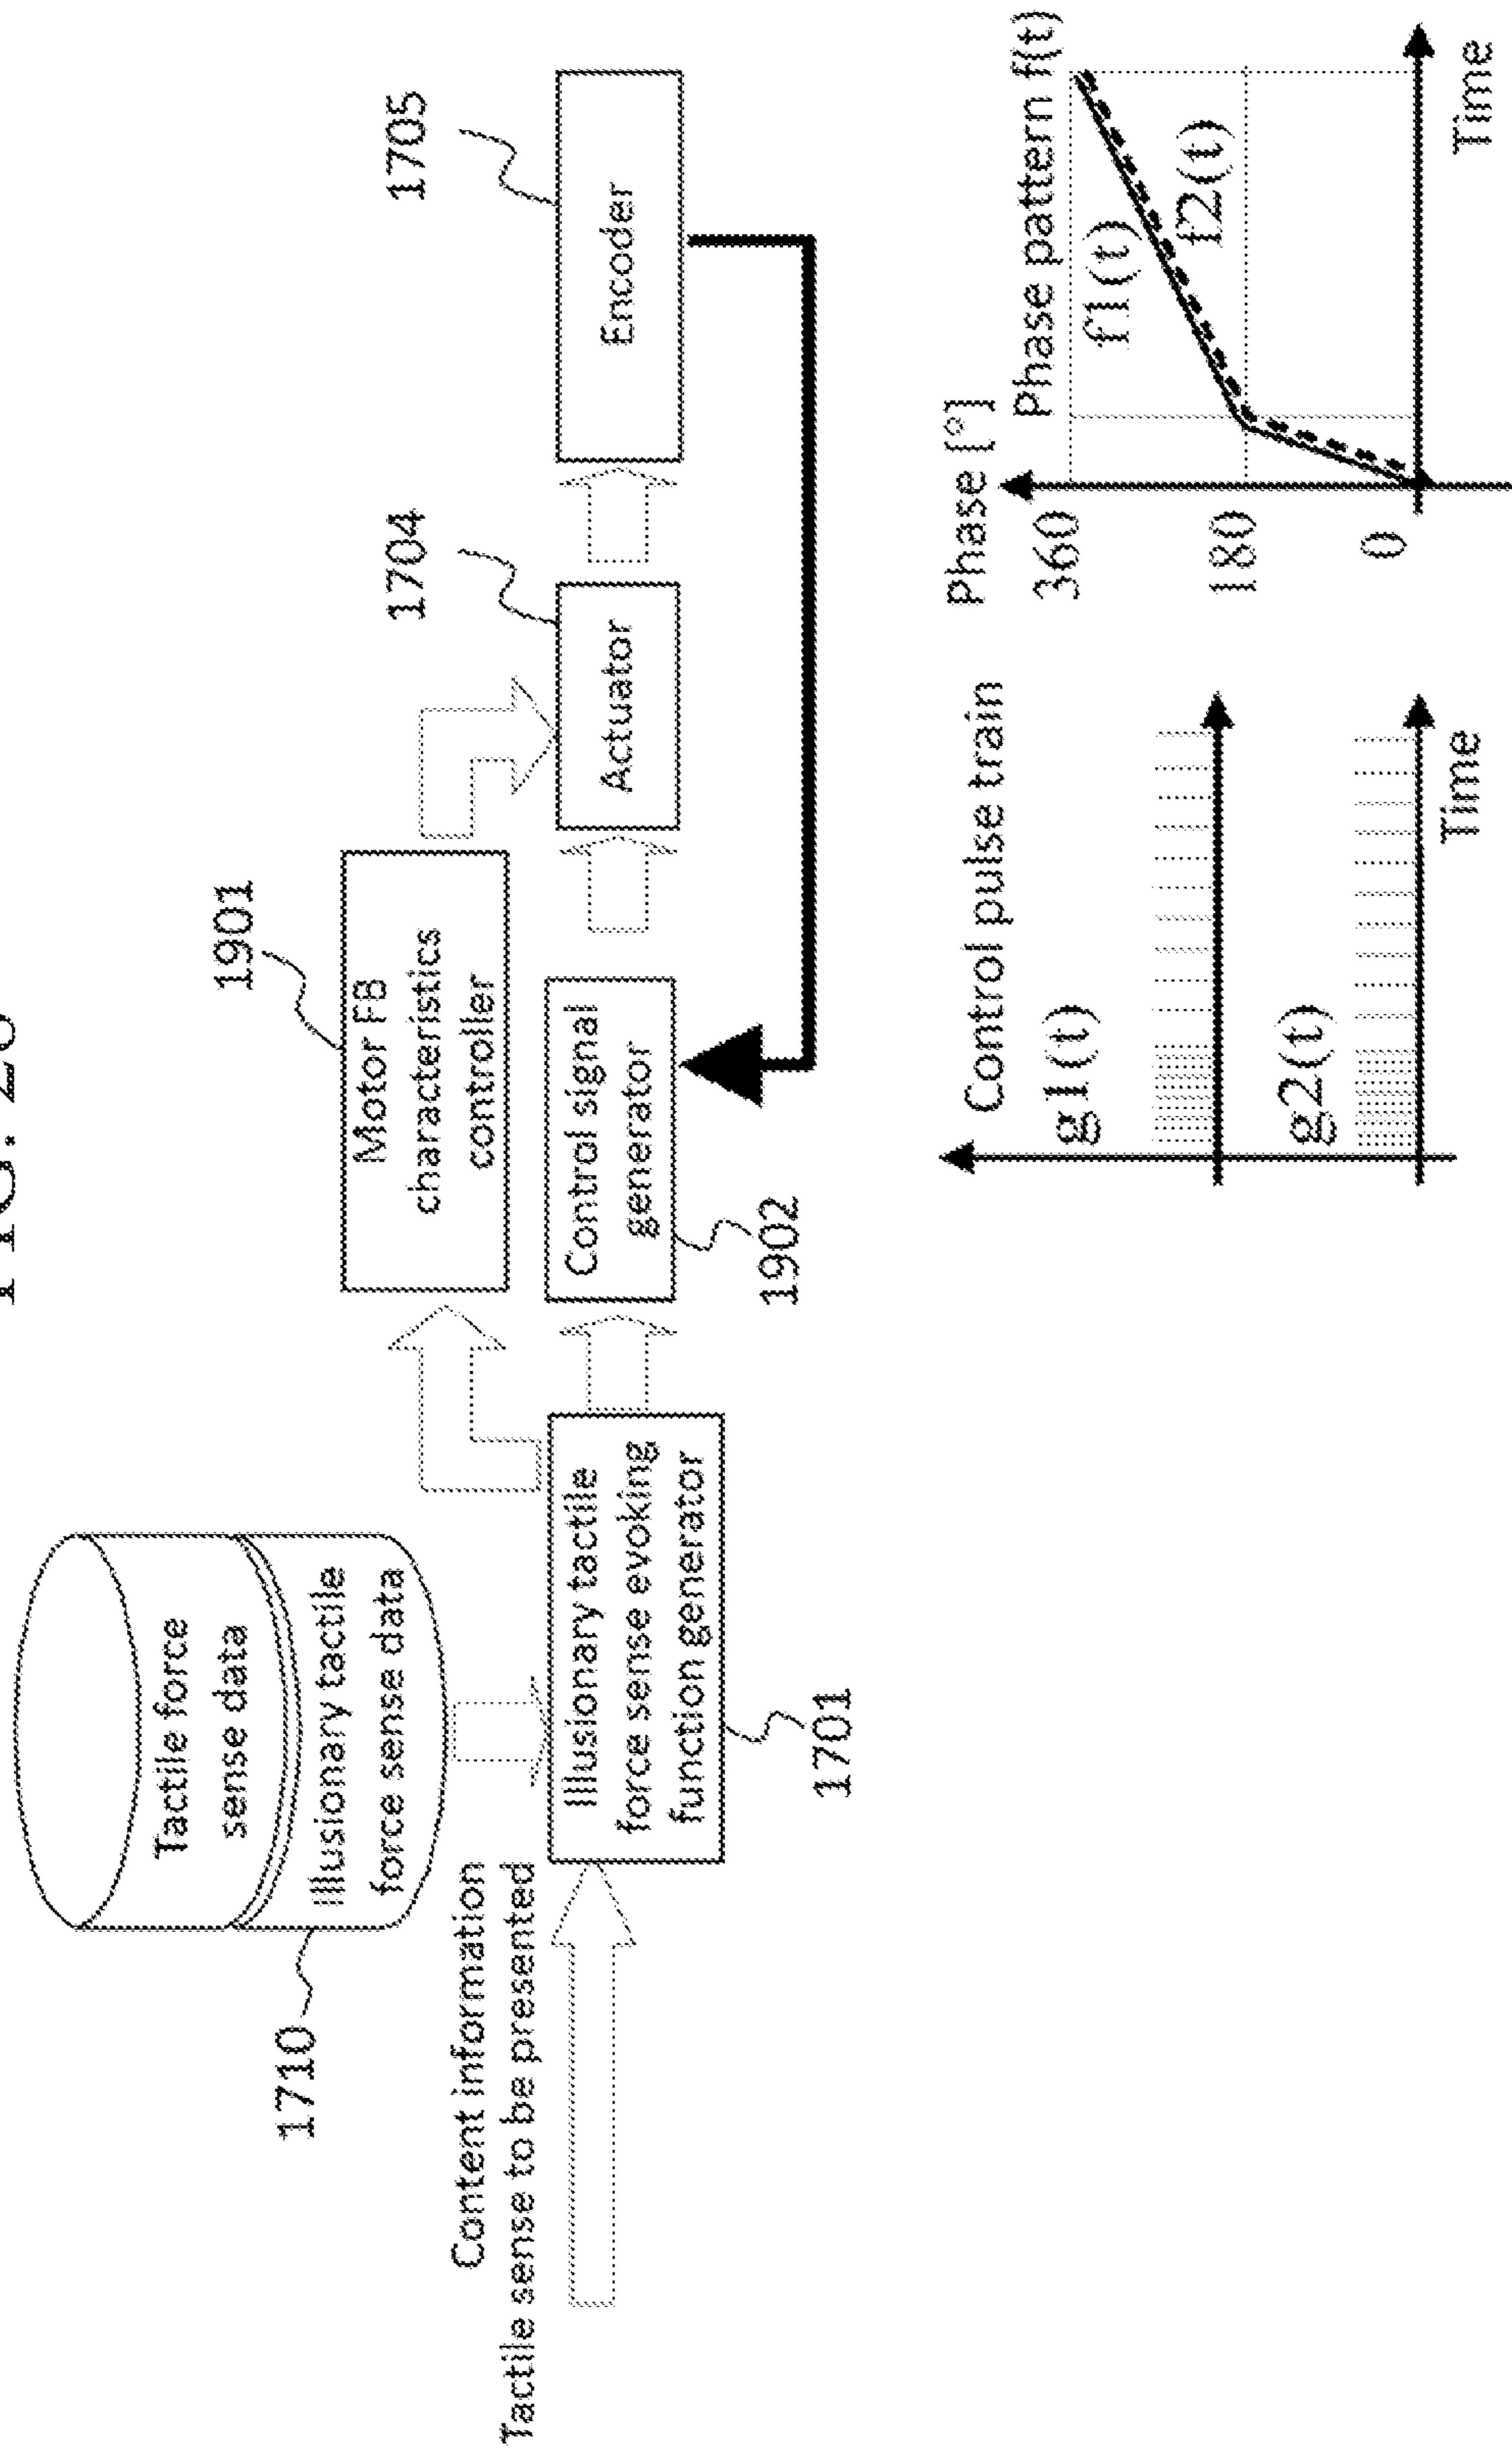 FIG.
Tactile force
sense data
Illusionary tactile
force sense data
1710
Content information
Tactile sense to be presented
Illusionary tactile
force sense evoking
function generator
1701
1901
Motor FB
characteristics
controller
Control signal
generator
1902
1704
Actuator
1705
Encoder
Control pulse train
g1(t)
g2(t)
Time
Phase [°]
Phase pattern f(t)
360
180
0
f1(t)
f2(t)
Time